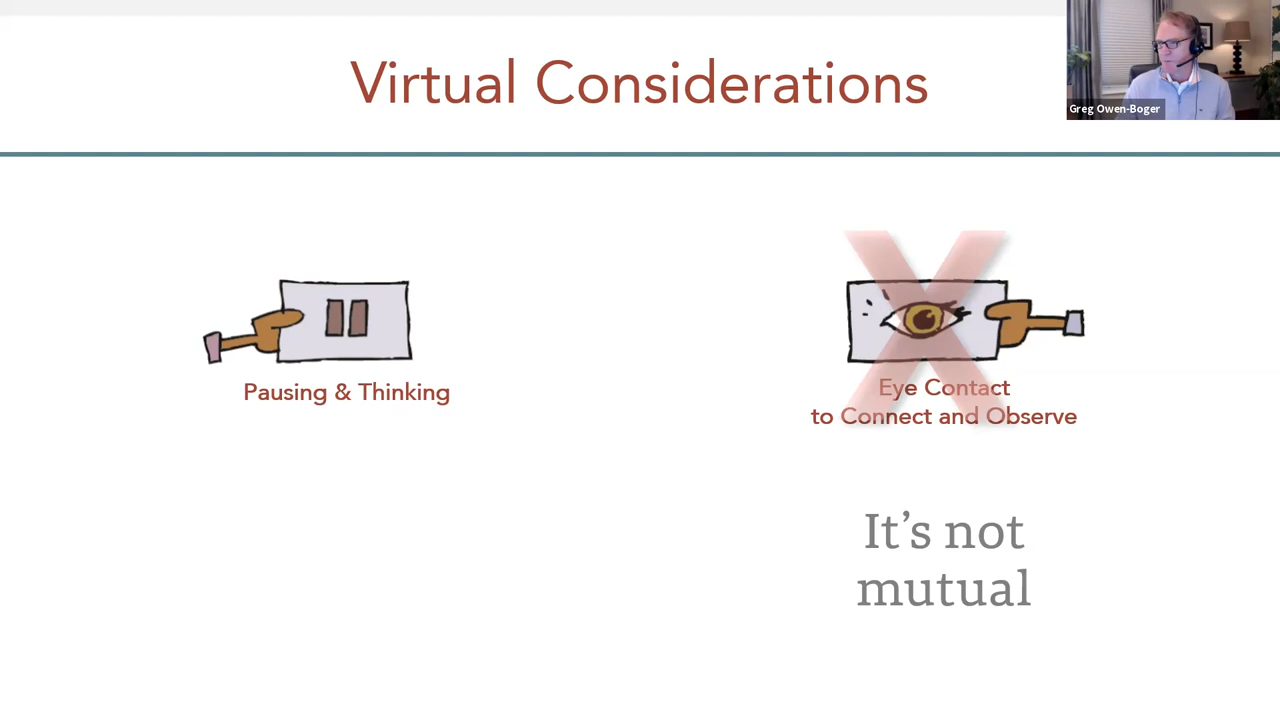 Virtual Considerations
Greg Owen-Boger
Pausing & Thinking
Eye Contact
to Connect and Observe
It's not
mutual